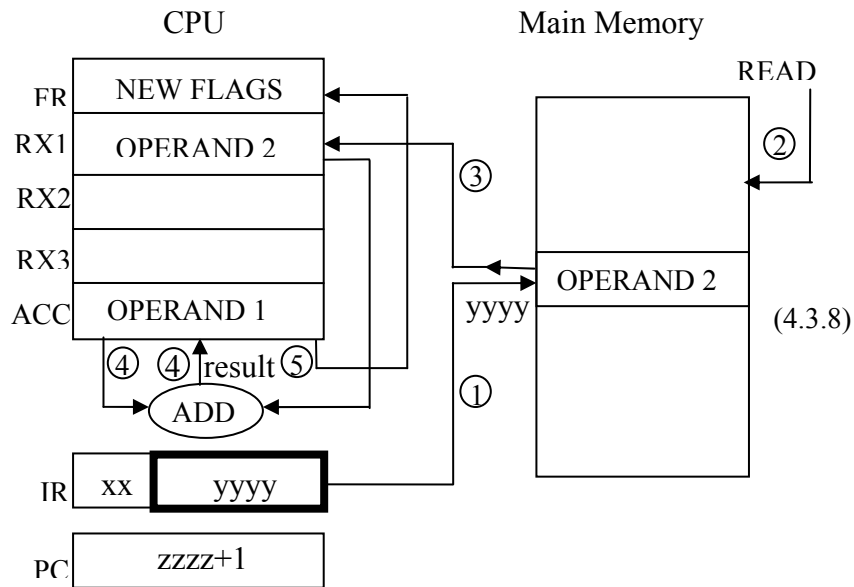 CPU
Main Memory
READ
FR
NEW FLAGS
RX1
OPERAND 2
②
③
RX2
RX3
OPERAND 2
ACC
OPERAND 1
yyyy
(4.3.8)
④
④
result
⑤
ADD
①
IR
xx
yyyy
PC
zzzz+1